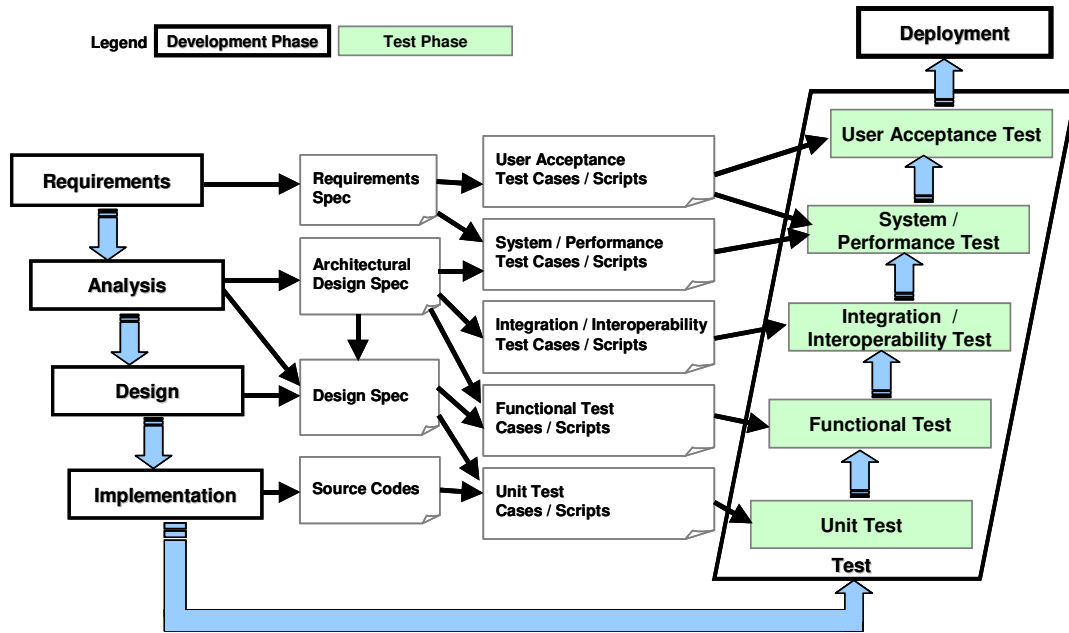 Legend
Development Phase
Test Phase
Deployment
Requirements
Requirements
Spec
User Acceptance
Test Cases / Scripts
User Acceptance Test
Analysis
Architectural
Design Spec
System / Performance
Test Cases / Scripts
System /
Performance Test
Integration / Interoperability
Test Cases / Scripts
Integration /
Interoperability Test
Design
Design Spec
Functional Test
Cases / Scripts
Functional Test
Implementation
Source Codes
Unit Test
Cases / Scripts
Unit Test
Test